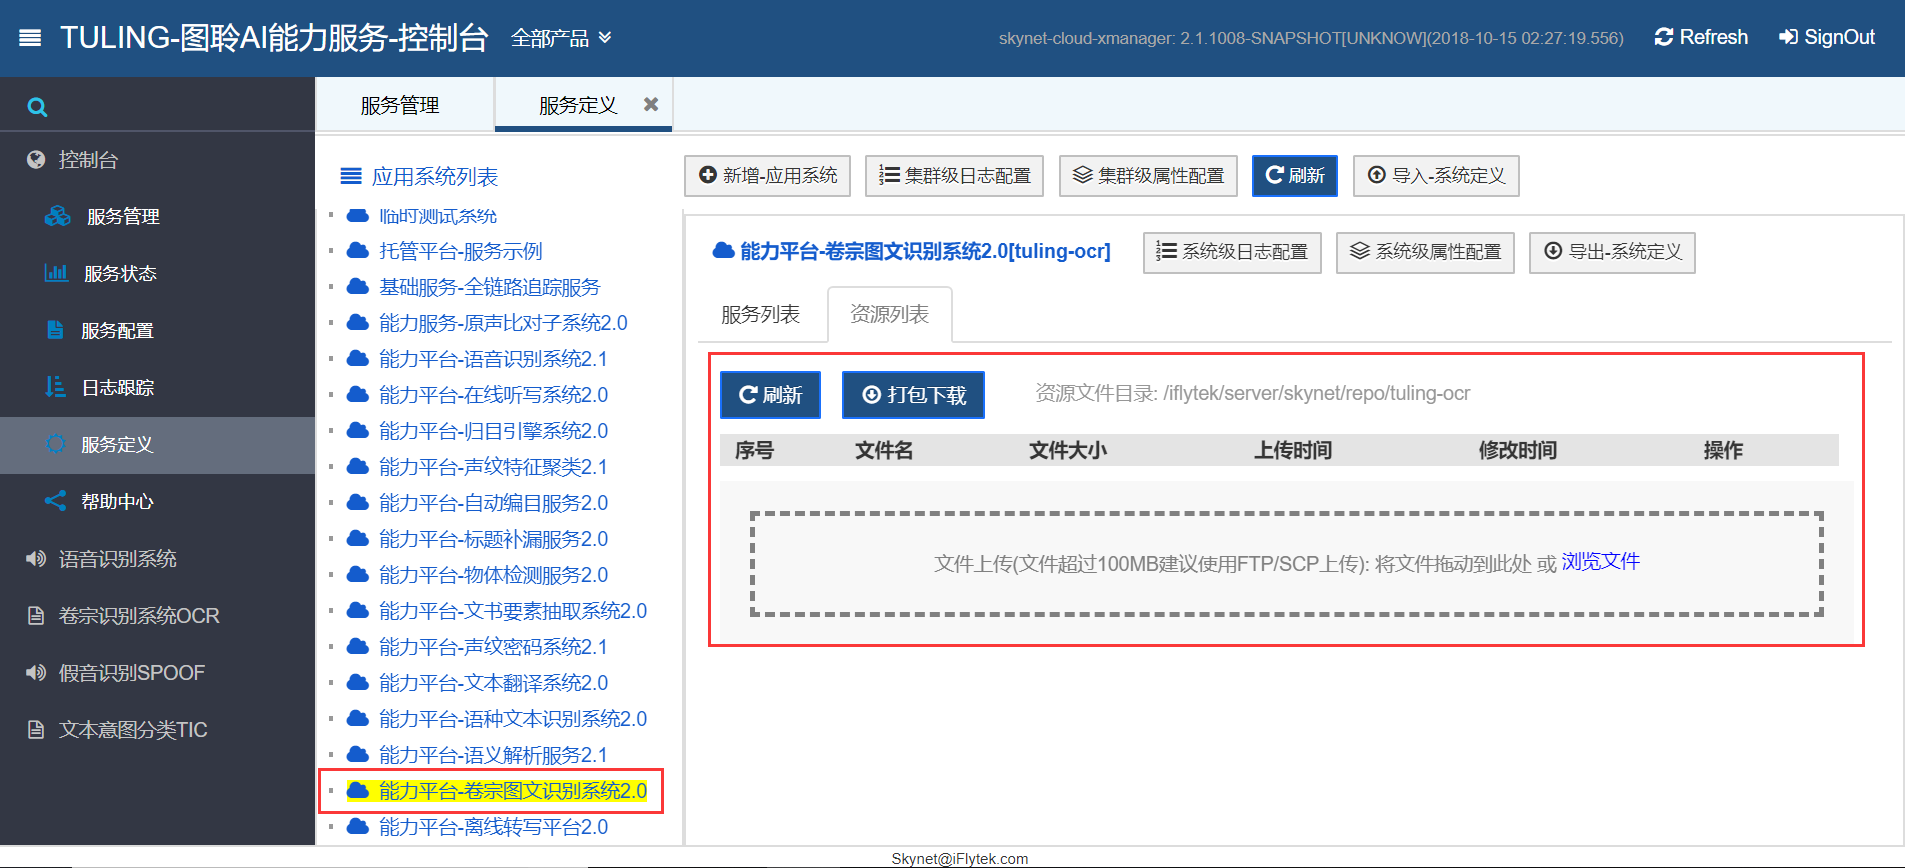 TULING-图聆AI能力服务-控制台
全部产品
skynet-cloud-xmanager: 2.1.1008-SNAPSHOT[UNKNOW](2018-10-15 02:27:19.556)
Refresh
SignOut
控制台
服务管理
服务状态
服务配置
日志跟踪
服务定义
帮助中心
语音识别系统
卷宗识别系统OCR
假音识别SPOOF
文本意图分类TIC
服务管理
服务定义
应用系统列表
临时测试系统
托管平台-服务示例
基础服务-全链路追踪服务
能力服务-原声比对子系统2.0
能力平台-语音识别系统2.1
能力平台-在线听写系统2.0
能力平台-归目引擎系统2.0
能力平台-声纹特征聚类2.1
能力平台-自动编目服务2.0
能力平台-标题补漏服务2.0
能力平台-物体检测服务2.0
能力平台-文书要素抽取系统2.0
能力平台-声纹密码系统2.1
能力平台-文本翻译系统2.0
能力平台-语种文本识别系统2.0
能力平台-语义解析服务2.1
能力平台-卷宗图文识别系统2.0
能力平台-离线转写平台2.0
新增-应用系统
集群级日志配置
集群级属性配置
刷新
导入-系统定义
能力平台-卷宗图文识别系统2.0[tuling-ocr]
系统级日志配置
系统级属性配置
导出-系统定义
服务列表
资源列表
刷新
打包下载
资源文件目录: /iflytek/server/skynet/repo/tuling-ocr
序号 文件名 文件大小 上传时间 修改时间 操作
文件上传(文件超过100MB建议使用FTP/SCP上传): 将文件拖动到此处 或 浏览文件
Skynet@iFlytek.com